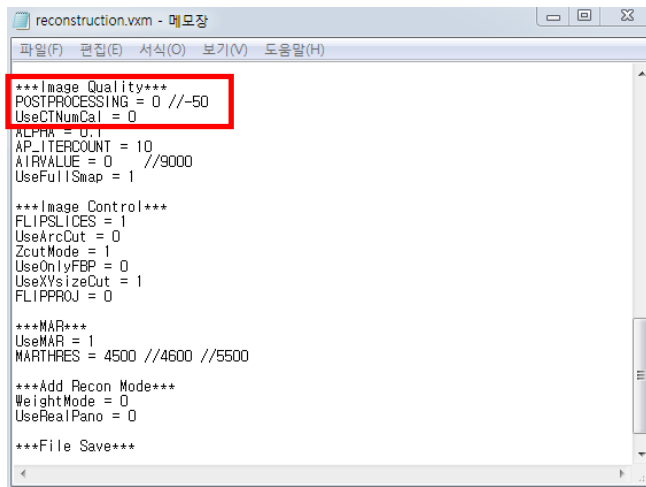 reconstruction.vxm - 메모장
파일(F) 편집(E) 서식(O) 보기(V) 도움말(H)
***Image Quality***
POSTPROCESSING = 0 //-50
UseCTNumCal = 0
ALPHA = 0.1
AP_ITERCOUNT = 10
AIRVALUE = 0 //9000
UseFullSmap = 1
***Image Control***
FLIPSLICES = 1
UseArcCut = 0
ZcutMode = 1
UseOnlyFBP = 0
UseXYsizeCut = 1
FLIPPROJ = 0
***MAR***
UseMAR = 1
MARTHRES = 4500 //4600 //5500
***Add Recon Mode***
WeightMode = 0
UseRealPano = 0
***File Save***